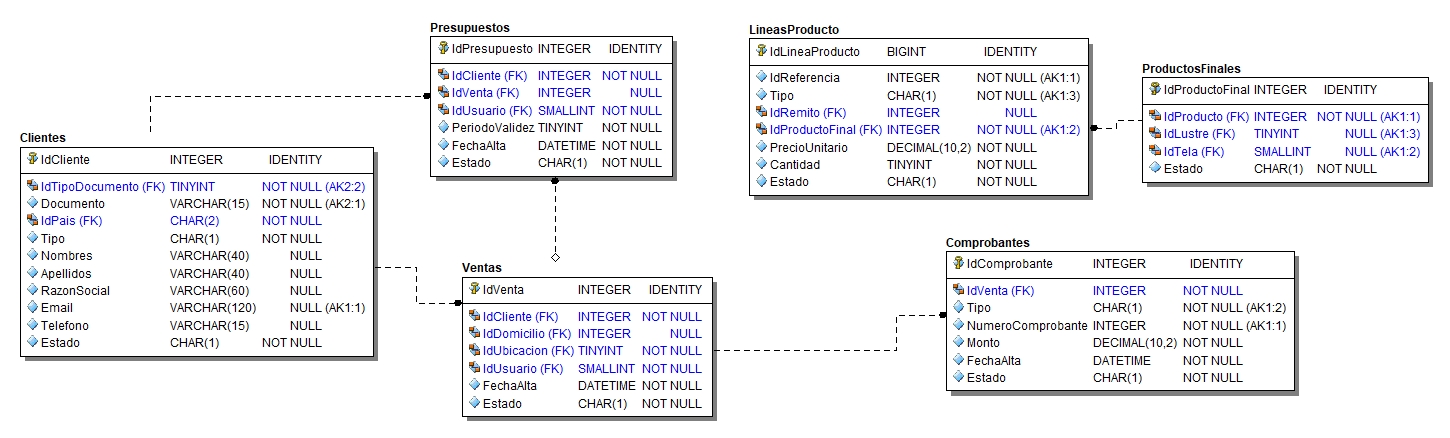 Presupuestos
IdPresupuesto INTEGER IDENTITY
IdCliente (FK) INTEGER NOT NULL
IdVenta (FK) INTEGER NULL
IdUsuario (FK) SMALLINT NOT NULL
PeriodoValidez TINYINT NOT NULL
FechaAlta DATETIME NOT NULL
Estado CHAR(1) NOT NULL
LineasProducto
IdLineaProducto BIGINT IDENTITY
IdReferencia INTEGER NOT NULL (AK1:1)
Tipo CHAR(1) NOT NULL (AK1:3)
IdRemito (FK) INTEGER NULL
IdProductoFinal (FK) INTEGER NOT NULL (AK1:2)
PrecioUnitario DECIMAL(10,2) NOT NULL
Cantidad TINYINT NOT NULL
Estado CHAR(1) NOT NULL
ProductosFinales
IdProductoFinal INTEGER IDENTITY
IdProducto (FK) INTEGER NOT NULL (AK1:1)
IdLustre (FK) TINYINT NULL (AK1:3)
IdTela (FK) SMALLINT NULL (AK1:2)
Estado CHAR(1) NOT NULL
Clientes
IdCliente INTEGER IDENTITY
IdTipoDocumento (FK) TINYINT NOT NULL (AK2:2)
Documento VARCHAR(15) NOT NULL (AK2:1)
IdPais (FK) CHAR(2) NOT NULL
Tipo CHAR(1) NOT NULL
Nombres VARCHAR(40) NULL
Apellidos VARCHAR(40) NULL
RazonSocial VARCHAR(60) NULL
Email VARCHAR(120) NULL (AK1:1)
Telefono VARCHAR(15) NULL
Estado CHAR(1) NOT NULL
Ventas
IdVenta INTEGER IDENTITY
IdCliente (FK) INTEGER NOT NULL
IdDomicilio (FK) INTEGER NULL
IdUbicacion (FK) TINYINT NOT NULL
IdUsuario (FK) SMALLINT NOT NULL
FechaAlta DATETIME NOT NULL
Estado CHAR(1) NOT NULL
Comprobantes
IdComprobante INTEGER IDENTITY
IdVenta (FK) INTEGER NOT NULL
Tipo CHAR(1) NOT NULL (AK1:2)
NumeroComprobante INTEGER NOT NULL (AK1:1)
Monto DECIMAL(10,2) NOT NULL
FechaAlta DATETIME NOT NULL
Estado CHAR(1) NOT NULL